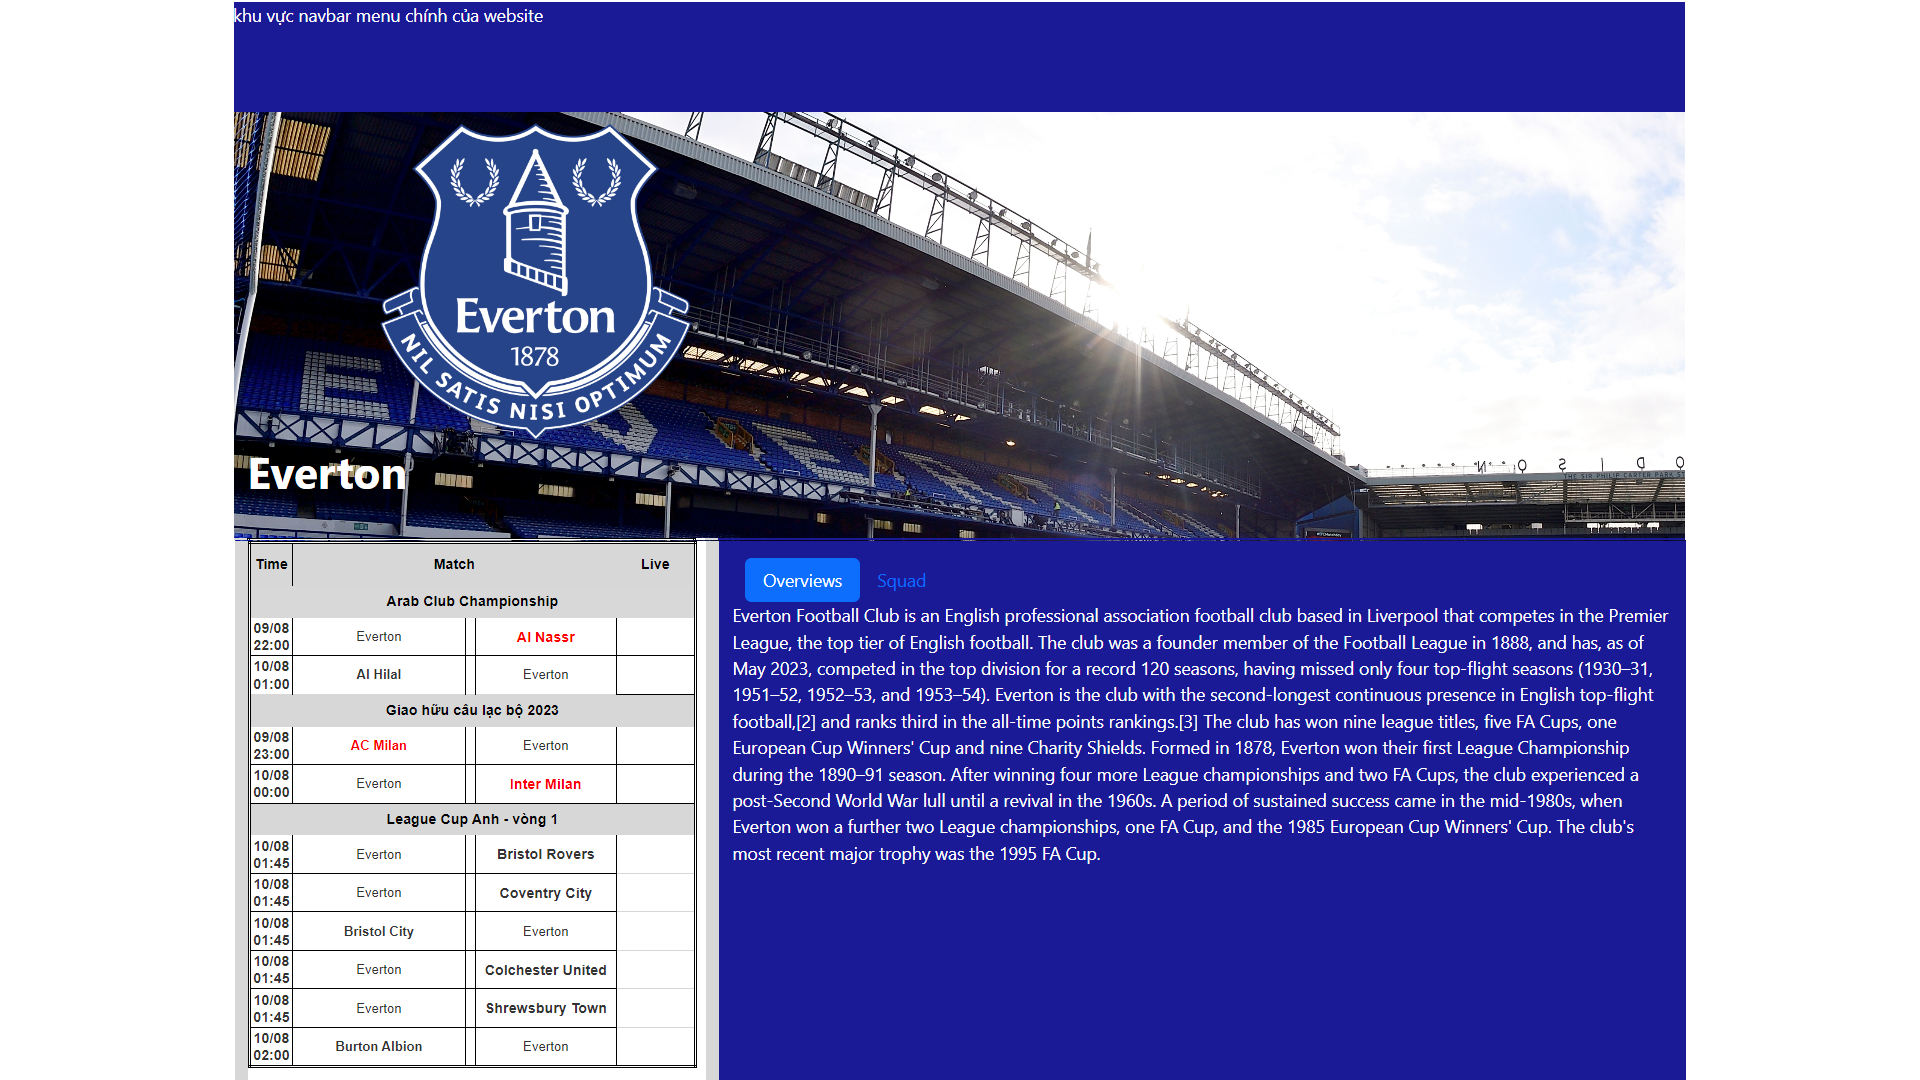 khu vực navbar menu chính của website
Everton
1878
NIL SATIS NISI OPTIMUM
Everton
Time Match Live
Arab Club Championship
09/08 22:00 Everton Al Nassr
10/08 01:00 Al Hilal Everton
Giao hữu câu lạc bộ 2023
09/08 23:00 AC Milan Everton
10/08 00:00 Everton Inter Milan
League Cup Anh - vòng 1
10/08 01:45 Everton Bristol Rovers
10/08 01:45 Everton Coventry City
10/08 01:45 Bristol City Everton
10/08 01:45 Everton Colchester United
10/08 01:45 Everton Shrewsbury Town
10/08 02:00 Burton Albion Everton
Overviews Squad
Everton Football Club is an English professional association football club based in Liverpool that competes in the Premier
League, the top tier of English football. The club was a founder member of the Football League in 1888, and has, as of
May 2023, competed in the top division for a record 120 seasons, having missed only four top-flight seasons (1930–31,
1951–52, 1952–53, and 1953–54). Everton is the club with the second-longest continuous presence in English top-flight
football,[2] and ranks third in the all-time points rankings.[3] The club has won nine league titles, five FA Cups, one
European Cup Winners' Cup and nine Charity Shields. Formed in 1878, Everton won their first League Championship
during the 1890–91 season. After winning four more League championships and two FA Cups, the club experienced a
post-Second World War lull until a revival in the 1960s. A period of sustained success came in the mid-1980s, when
Everton won a further two League championships, one FA Cup, and the 1985 European Cup Winners' Cup. The club's
most recent major trophy was the 1995 FA Cup.